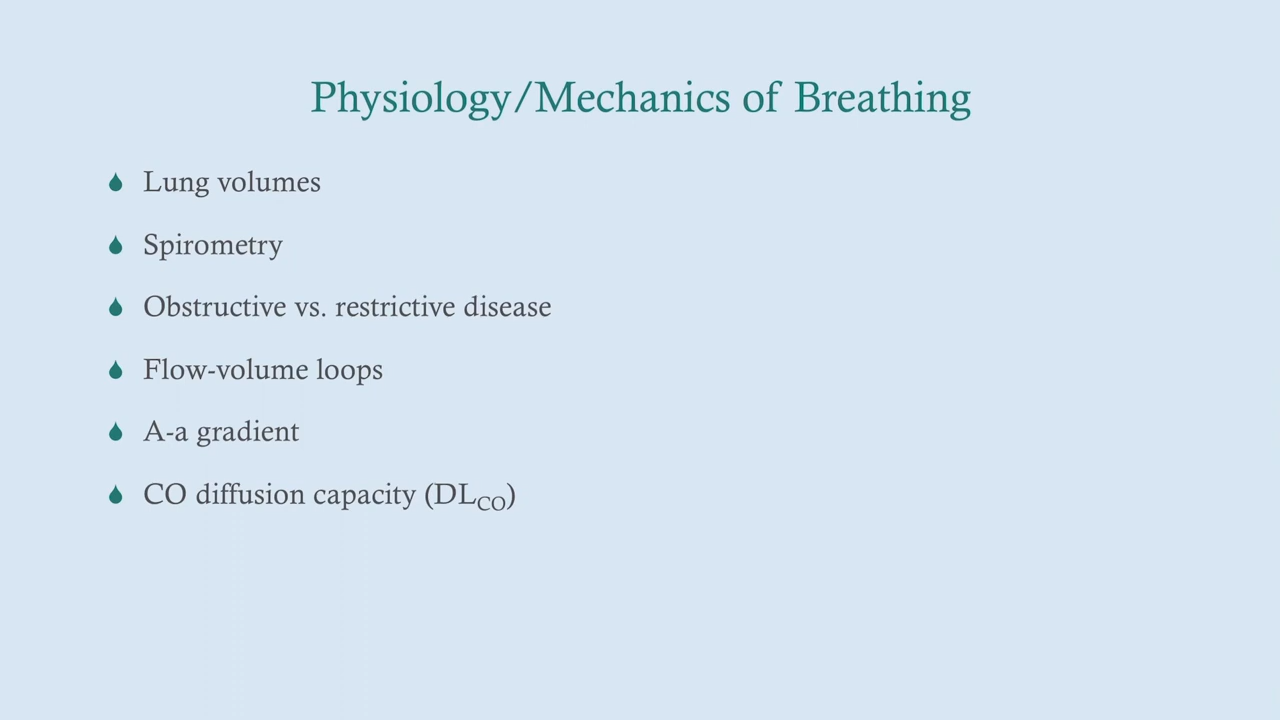 Physiology/Mechanics of Breathing
Lung volumes
Spirometry
Obstructive vs. restrictive disease
Flow-volume loops
A-a gradient
CO diffusion capacity (DLCO)